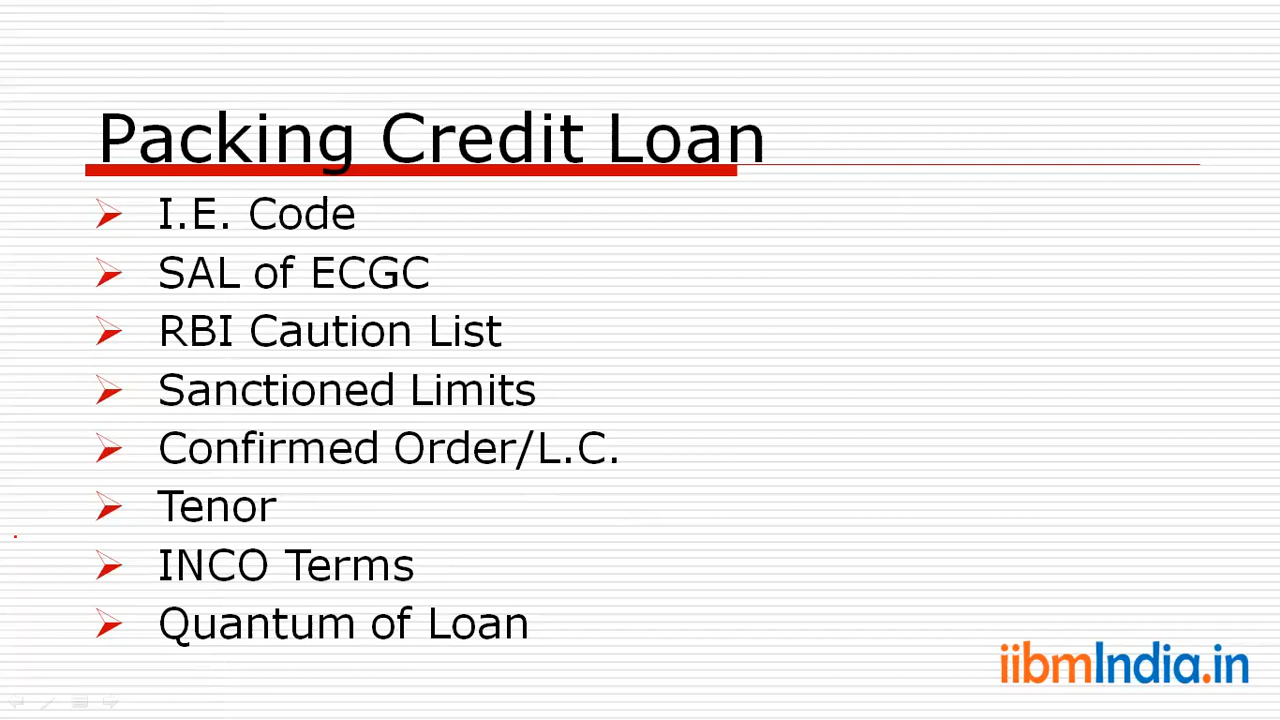 Packing Credit Loan
I.E. Code
SAL of ECGC
RBI Caution List
Sanctioned Limits
Confirmed Order/L.C.
Tenor
INCO Terms
Quantum of Loan
iibmIndia.in